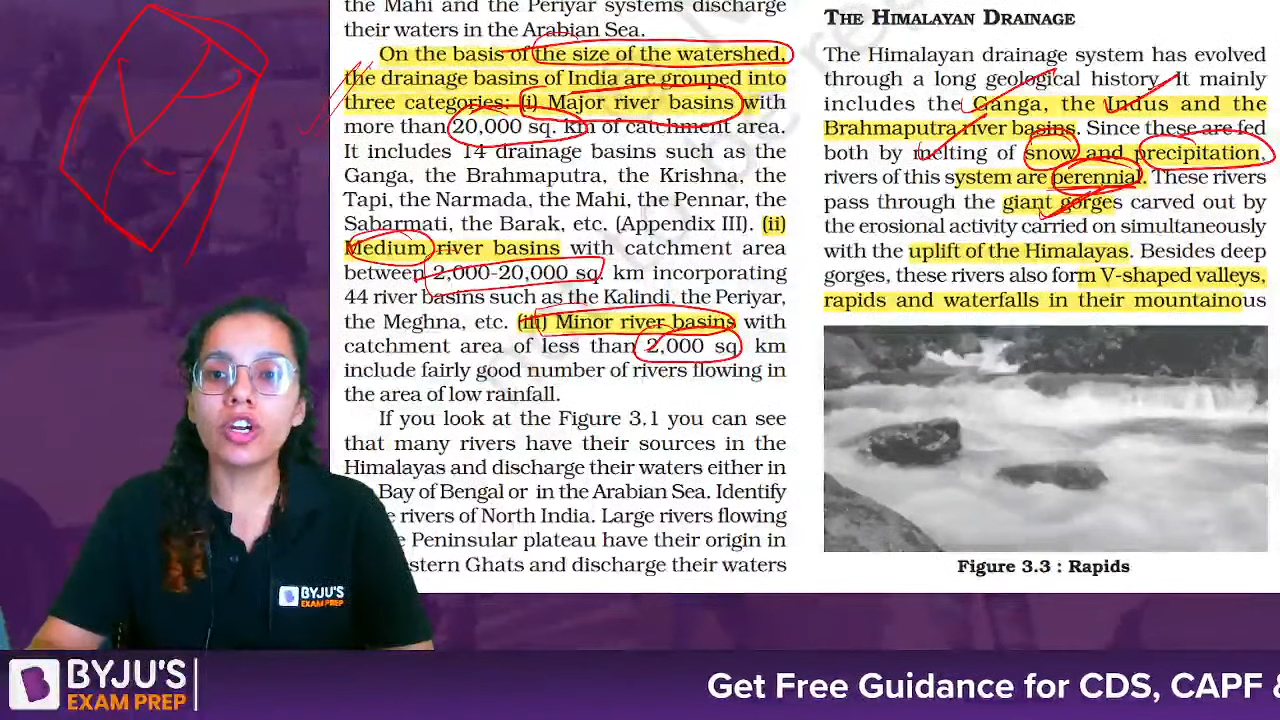 the Mahi and the Periyar systems discharge
their waters in the Arabian Sea.
On the basis of the size of the watershed,
the drainage basins of India are grouped into
three categories: (i) Major river basins with
more than 20,000 sq. km of catchment area.
It includes 14 drainage basins such as the
Ganga, the Brahmaputra, the Krishna, the
Tapi, the Narmada, the Mahi, the Pennar, the
Sabarmati, the Barak, etc. (Appendix III). (ii)
Medium river basins with catchment area
between 2,000-20,000 sq. km incorporating
44 river basins such as the Kalindi, the Periyar,
the Meghna, etc. (iii) Minor river basins with
catchment area of less than 2,000 sq. km
include fairly good number of rivers flowing in
the area of low rainfall.
If you look at the Figure 3.1 you can see
that many rivers have their sources in the
Himalayas and discharge their waters either in
Bay of Bengal or in the Arabian Sea. Identify
rivers of North India. Large rivers flowing
Peninsular plateau have their origin in
Ghats and discharge their waters
THE HIMALAYAN DRAINAGE
The Himalayan drainage system has evolved
through a long geological history. It mainly
includes the Ganga, the Indus and the
Brahmaputra river basins. Since these are fed
both by melting of snow and precipitation,
rivers of this system are perennial. These rivers
pass through the giant gorges carved out by
the erosional activity carried on simultaneously
with the uplift of the Himalayas. Besides deep
gorges, these rivers also form V-shaped valleys,
rapids and waterfalls in their mountainous
Figure 3.3 : Rapids
BYJU'S
EXAM PREP
BYJU'S
EXAM PREP
Get Free Guidance for CDS, CAPF &